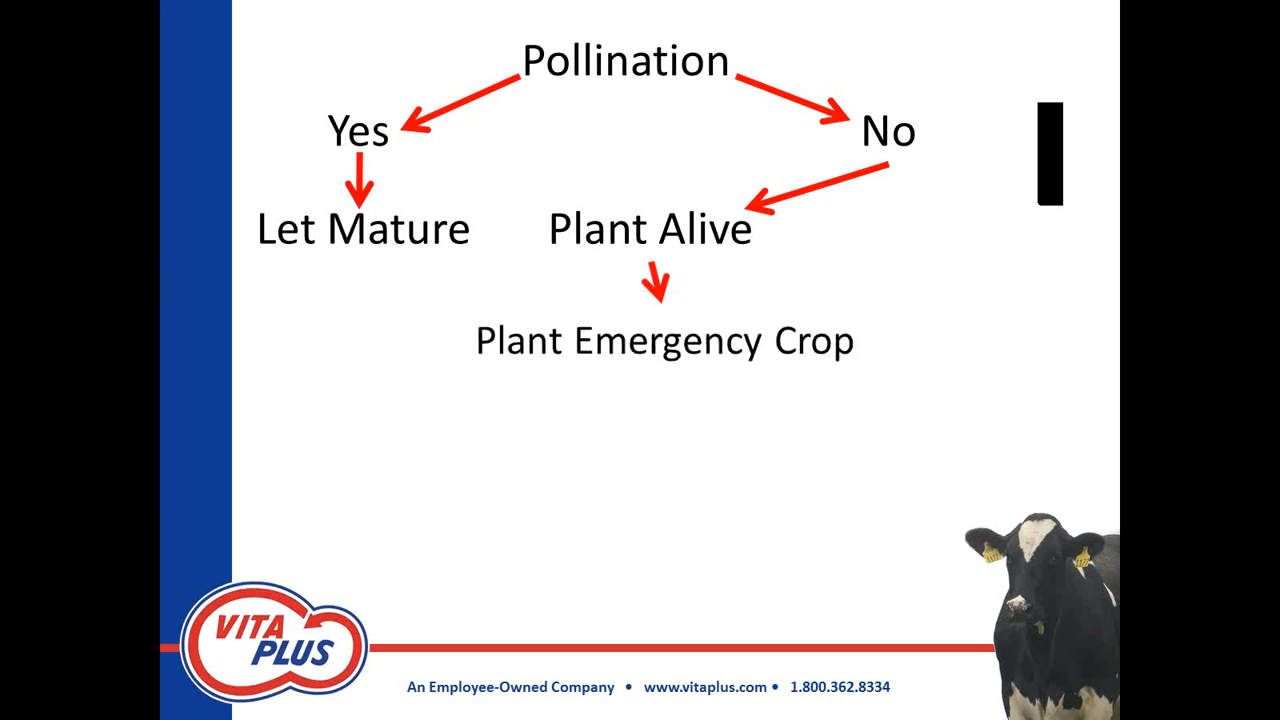 Pollination
Yes
No
Let Mature
Plant Alive
Plant Emergency Crop
VITA
PLUS
An Employee-Owned Company • www.vitaplus.com • 1.800.362.8334